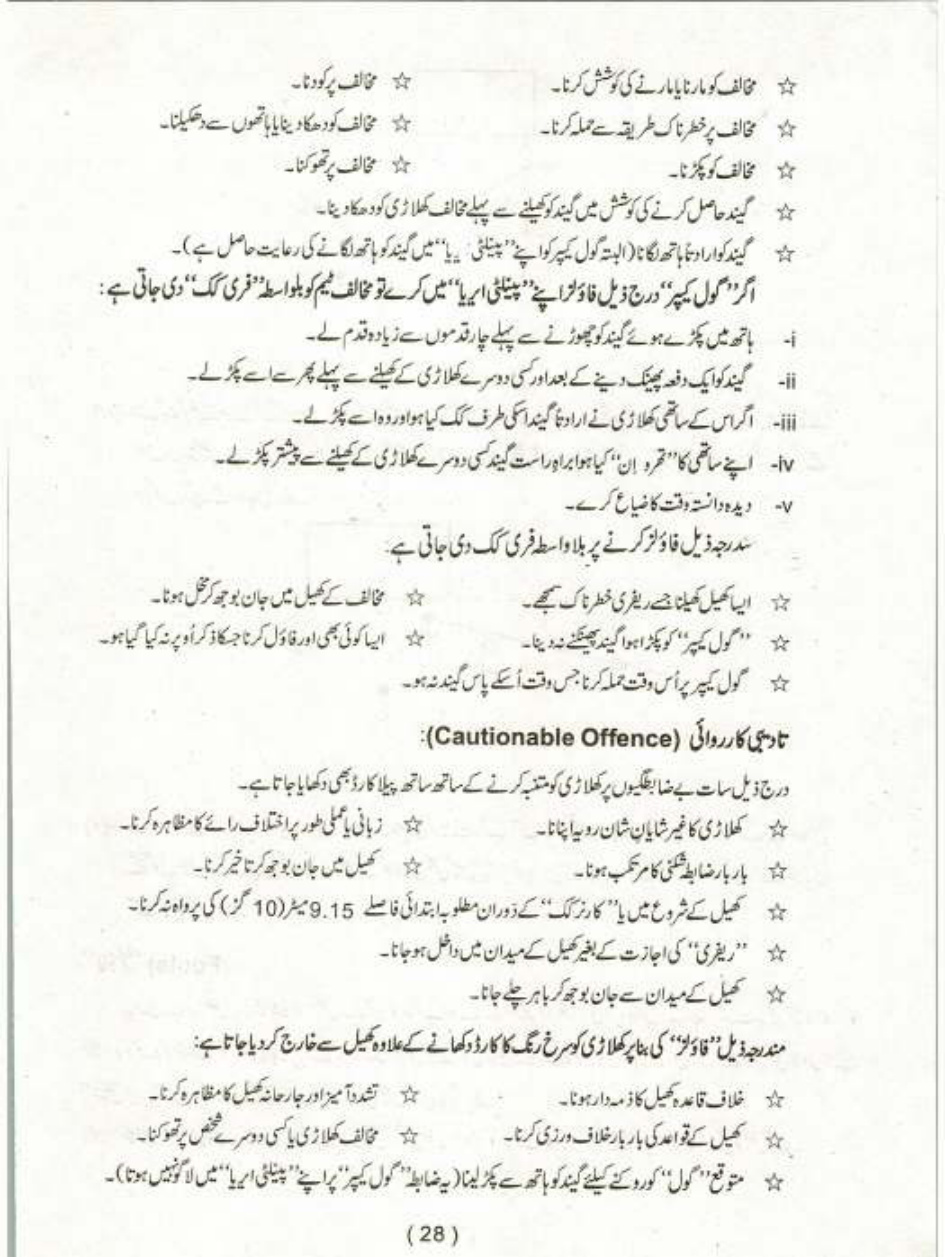 ☆ مخالف کو مارنا یا مارنے کی کوشش کرنا۔ ☆ مخالف پر کودنا۔
☆ مخالف پر خطرناک طریقہ سے حملہ کرنا۔ ☆ مخالف کو دھکا دینا یا ہاتھوں سے دھکیلنا۔
☆ مخالف کو پکڑنا۔ ☆ مخالف پر تھوکنا۔
☆ گیند حاصل کرنے کی کوشش میں گیند کو کھیلنے سے پہلے مخالف کھلاڑی کو دھکا دینا۔
☆ گیند کو ارادتاً ہاتھ لگانا (البتہ گول کیپر کو اپنے ''پینلٹی یریا'' میں گیند کو ہاتھ لگانے کی رعایت حاصل ہے)۔
اگر ''گول کیپر'' درج ذیل فاؤلز اپنے ''پینلٹی ایریا'' میں کرے تو مخالف ٹیم کو بلواسطہ ''فری کک'' دی جاتی ہے:
i- ہاتھ میں پکڑے ہوئے گیند کو چھوڑنے سے پہلے چار قدموں سے زیادہ قدم لے۔
ii- گیند کو ایک دفعہ پھینک دینے کے بعد اور کسی دوسرے کھلاڑی کے کھیلنے سے پہلے پھر سے اسے پکڑ لے۔
iii- اگر اس کے ساتھی کھلاڑی نے ارادتاً گیند اسکی طرف کک کیا ہو اور وہ اسے پکڑ لے۔
iv- اپنے ساتھی کا ''تھرو اِن'' کیا ہوا براہِ راست گیند کسی دوسرے کھلاڑی کے کھیلنے سے پیشتر پکڑ لے۔
v- دیدہ دانستہ وقت کا ضیاع کرے۔
مندرجہ ذیل فاؤلز کرنے پر بلاواسطہ فری کک دی جاتی ہے:
☆ ایسا کھیل کھیلنا جسے ریفری خطرناک سمجھے۔ ☆ مخالف کے کھیل میں جان بوجھ کر مخل ہونا۔
☆ ''گول کیپر'' کو پکڑا ہوا گیند پھینکنے نہ دینا۔ ☆ ایسا کوئی بھی اور فاؤل کرنا جسکا ذکر اُوپر نہ کیا گیا ہو۔
☆ گول کیپر پر اُس وقت حملہ کرنا جس وقت اُسکے پاس گیند نہ ہو۔
تادیبی کارروائی (Cautionable Offence):
درج ذیل سات بے ضابطگیوں پر کھلاڑی کو متنبہ کرنے کے ساتھ ساتھ پیلا کارڈ بھی دکھایا جاتا ہے۔
☆ کھلاڑی کا غیر شایانِ شان رویہ اپنانا۔ ☆ زبانی یا عملی طور پر اختلاف رائے کا مظاہرہ کرنا۔
☆ بار بار ضابطہ شکنی کا مرتکب ہونا۔ ☆ کھیل میں جان بوجھ کر تاخیر کرنا۔
☆ کھیل کے شروع میں یا ''کارنر کک'' کے دوران مطلوبہ ابتدائی فاصلے 9.15 میٹر (10 گز) کی پرواہ نہ کرنا۔
☆ ''ریفری'' کی اجازت کے بغیر کھیل کے میدان میں داخل ہو جانا۔
☆ کھیل کے میدان سے جان بوجھ کر باہر چلے جانا۔
مندرجہ ذیل ''فاؤلز'' کی بنا پر کھلاڑی کو سرخ رنگ کا کارڈ دکھانے کے علاوہ کھیل سے خارج کر دیا جاتا ہے:
☆ خلاف قاعدہ کھیل کا ذمہ دار ہونا۔ ☆ تشدد آمیز اور جارحانہ کھیل کا مظاہرہ کرنا۔
☆ کھیل کے قواعد کی بار بار خلاف ورزی کرنا۔ ☆ مخالف کھلاڑی یا کسی دوسرے شخص پر تھوکنا۔
☆ متوقع ''گول'' کو روکنے کیلئے گیند کو ہاتھ سے پکڑ لینا (یہ ضابطہ ''گول کیپر'' پر اپنے ''پینلٹی ایریا'' میں لاگو نہیں ہوتا)۔
(28)